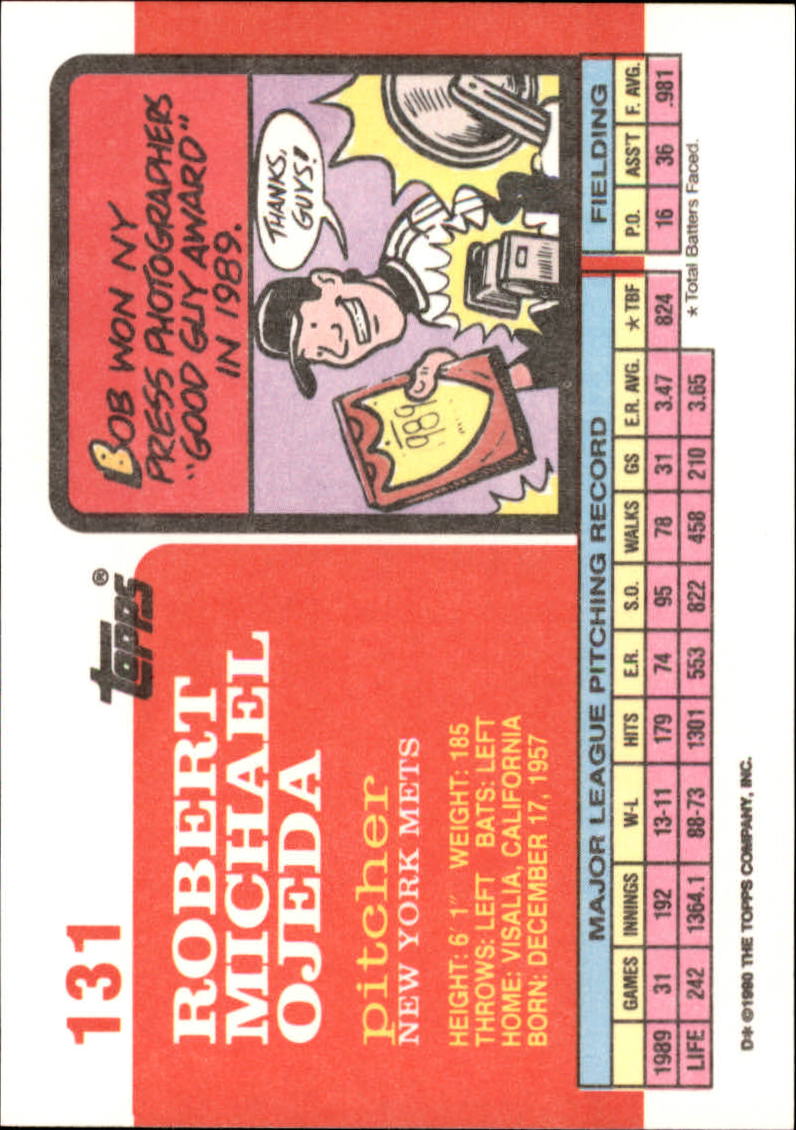 131
Topps®
ROBERT
MICHAEL
OJEDA
pitcher
NEW YORK METS
HEIGHT: 6' 1" WEIGHT: 185
THROWS: LEFT BATS: LEFT
HOME: VISALIA, CALIFORNIA
BORN: DECEMBER 17, 1957
BOB WON NY
PRESS PHOTOGRAPHERS
"GOOD GUY AWARD"
IN 1989.
THANKS,
GUYS!
1989
MAJOR LEAGUE PITCHING RECORD FIELDING
GAMES INNINGS W-L HITS E.R. S.O. WALKS GS E.R. AVG. ★TBF P.O. ASS'T F. AVG.
1989 31 192 13-11 179 74 95 78 31 3.47 824 16 36 .981
LIFE 242 1364.1 88-73 1301 553 822 458 210 3.65
★Total Batters Faced.
D✻ ©1990 THE TOPPS COMPANY, INC.